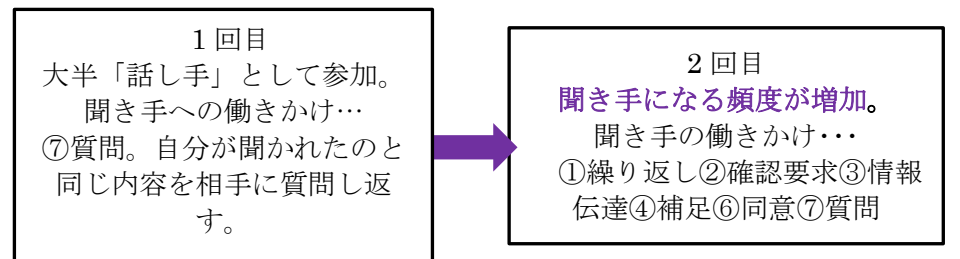 1 回目
大半「話し手」として参加。
聞き手への働きかけ…
⑦質問。自分が聞かれたのと
同じ内容を相手に質問し返
す。
2 回目
聞き手になる頻度が増加。
聞き手の働きかけ・・・
①繰り返し②確認要求③情報
伝達④補足⑥同意⑦質問